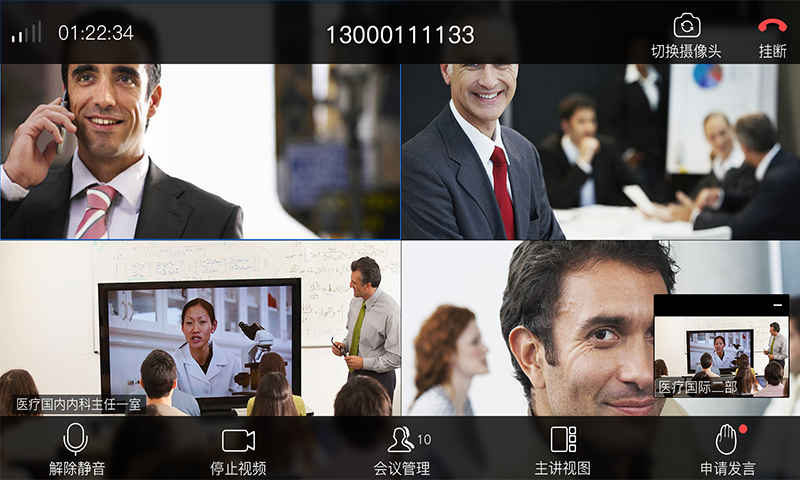 01:22:34
13000111133
切换摄像头
挂断
医疗国内内科主任一室
医疗国际二部
解除静音
停止视频
10
会议管理
主讲视图
申请发言